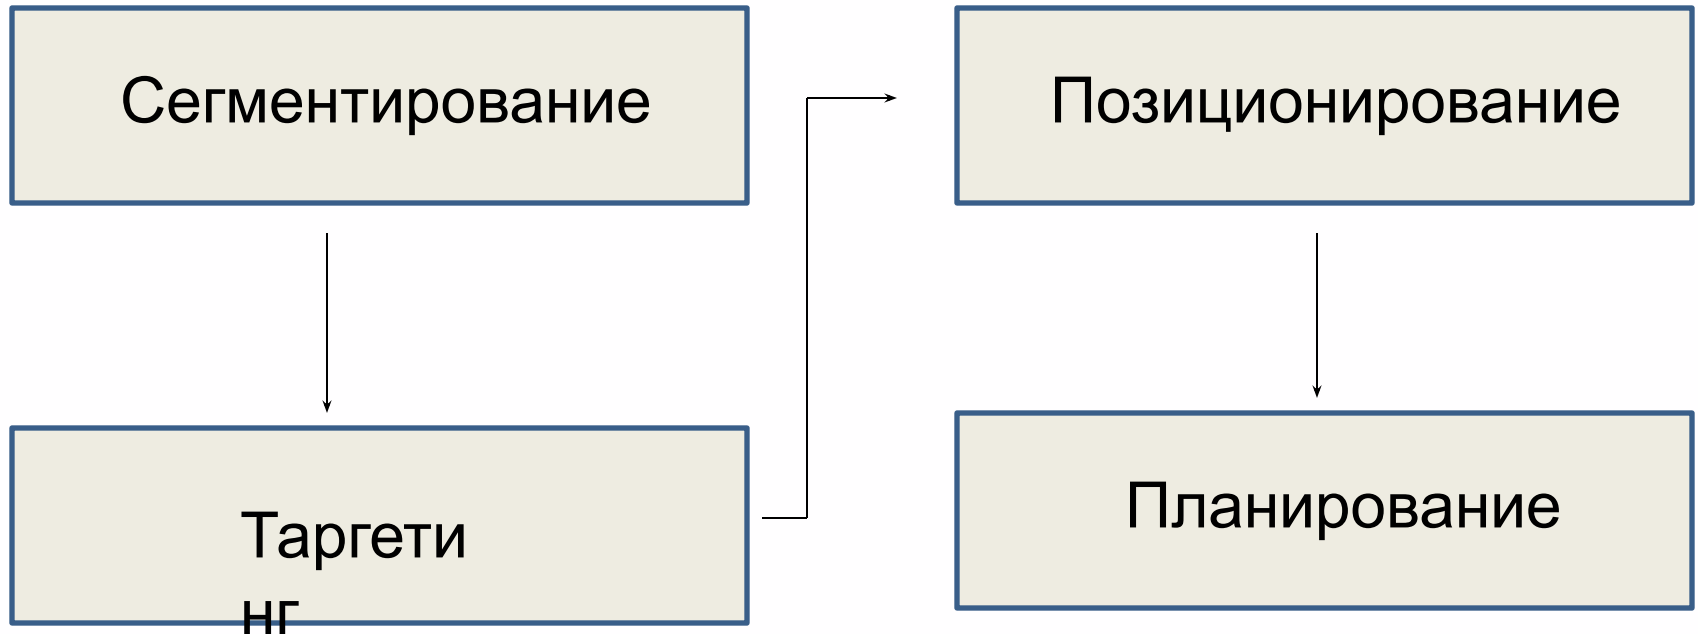 Сегментирование
Таргети
нг
Позиционирование
Планирование